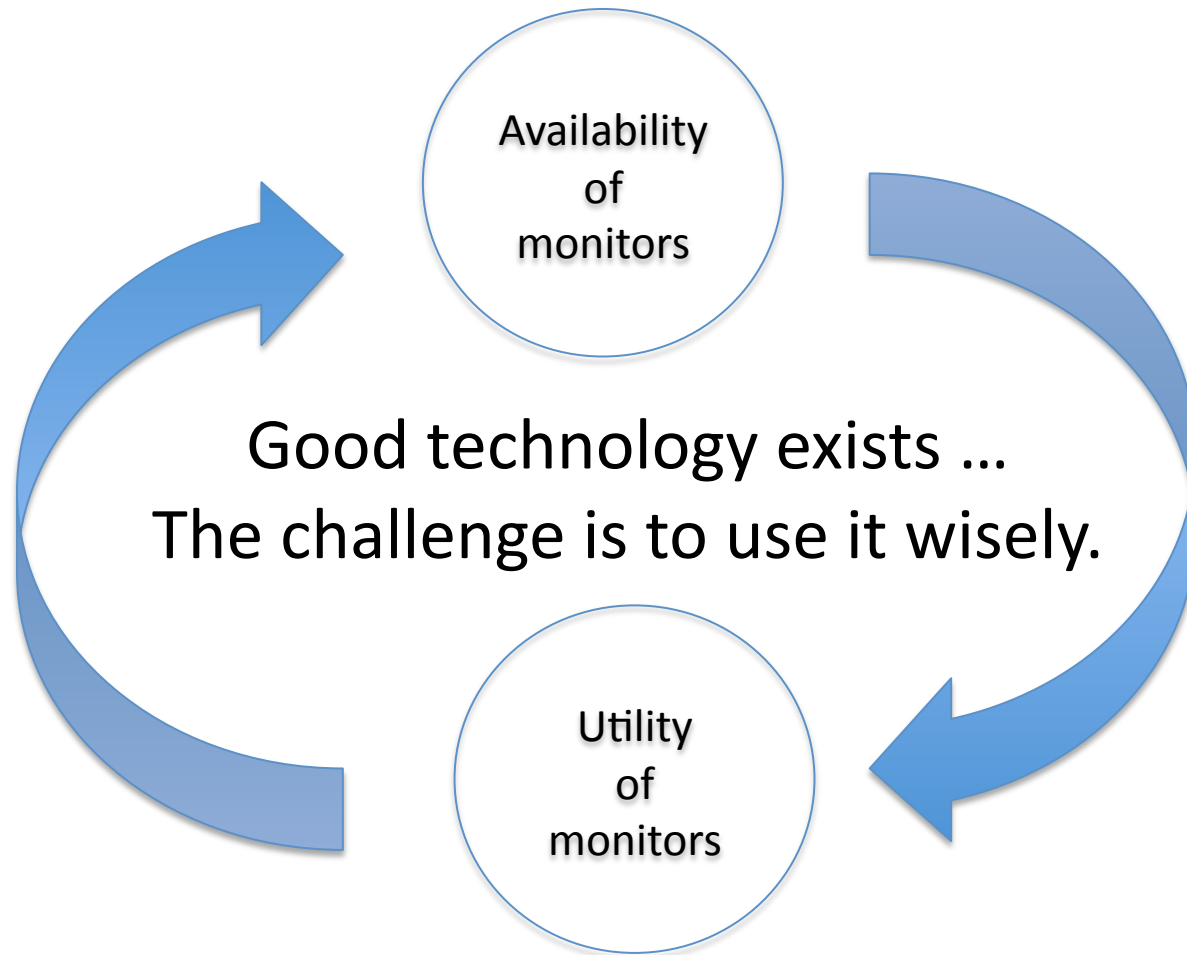 Availability
of
monitors
Good technology exists ...
The challenge is to use it wisely.
Utility
of
monitors